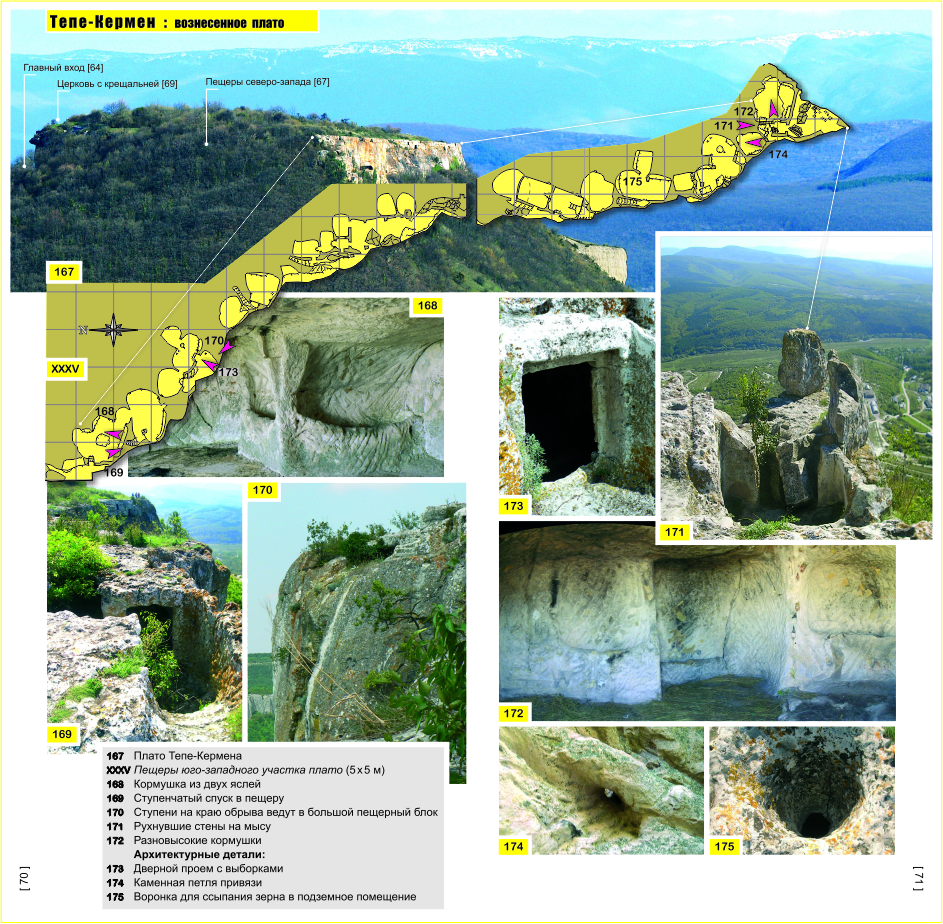 Тепе-Кермен : вознесенное плато
Главный вход [64]
Церковь с крещальней [69]
Пещеры северо-запада [67]
172
171
174
175
167
168
N
170
XXXV
173
168
169
173
171
170
169
172
174
175
167 Плато Тепе-Кермена
XXXV Пещеры юго-западного участка плато (5x5 м)
168 Кормушка из двух яслей
169 Ступенчатый спуск в пещеру
170 Ступени на краю обрыва ведут в большой пещерный блок
171 Рухнувшие стены на мысу
172 Разновысокие кормушки
Архитектурные детали:
173 Дверной проем с выборками
174 Каменная петля привязи
175 Воронка для ссыпания зерна в подземное помещение
[70]
[71]